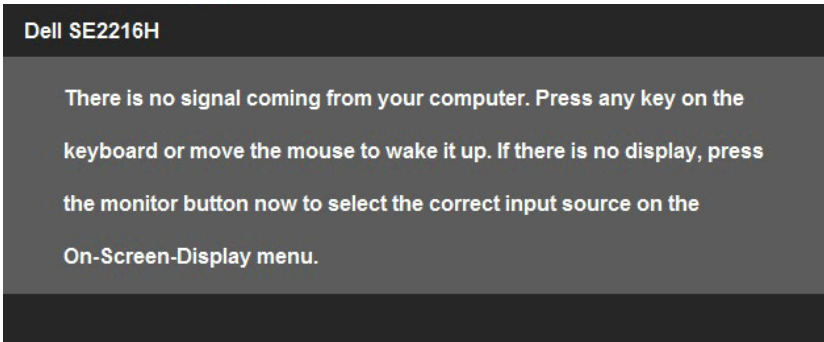 Dell SE2216H
There is no signal coming from your computer. Press any key on the
keyboard or move the mouse to wake it up. If there is no display, press
the monitor button now to select the correct input source on the
On-Screen-Display menu.